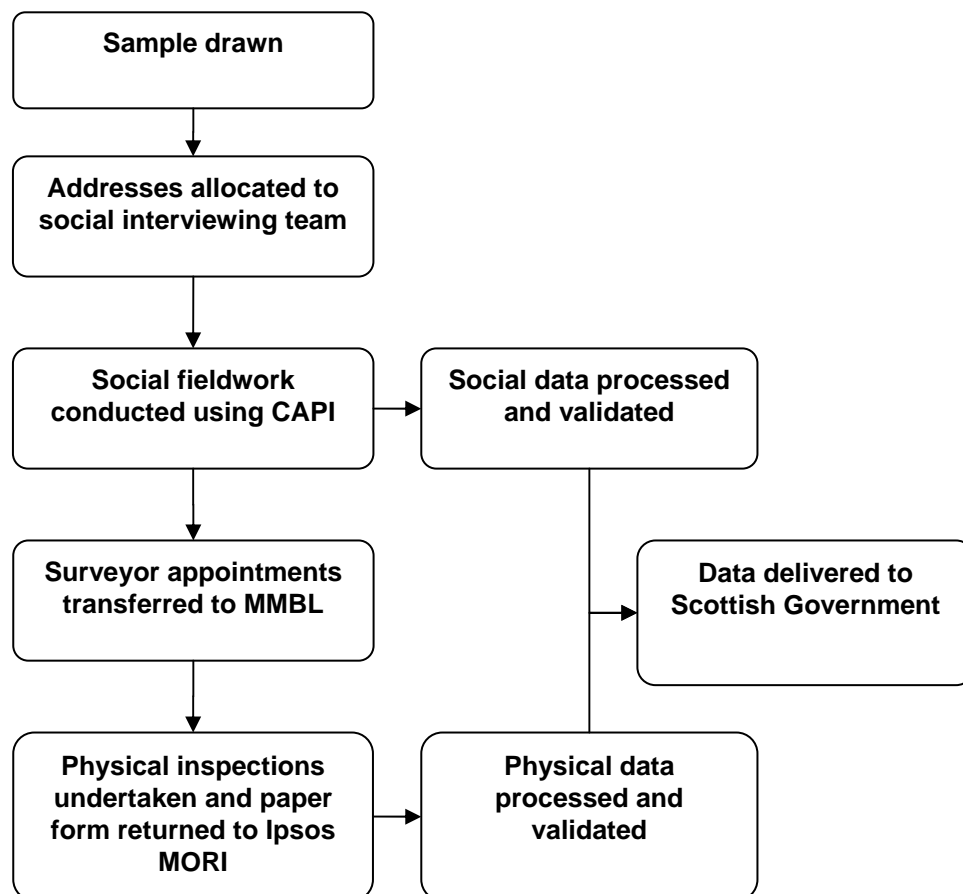 Sample drawn
Addresses allocated to
social interviewing team
Social fieldwork
conducted using CAPI
Social data processed
and validated
Surveyor appointments
transferred to MMBL
Data delivered to
Scottish Government
Physical inspections
undertaken and paper
form returned to Ipsos
MORI
Physical data
processed and
validated